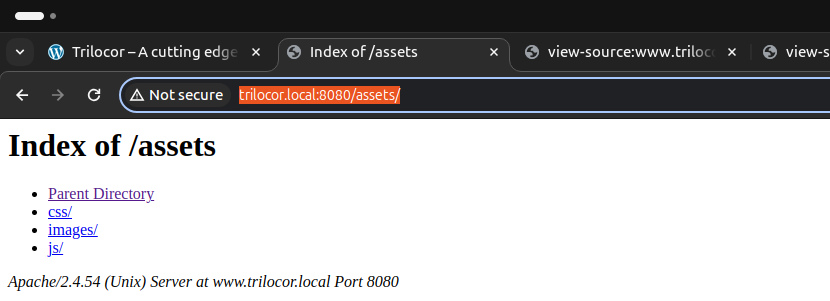 Trilocor – A cutting edge
Index of /assets
view-source:www.triloc
view-s
Not secure
trilocor.local:8080/assets/
Index of /assets
Parent Directory
css/
images/
js/
Apache/2.4.54 (Unix) Server at www.trilocor.local Port 8080